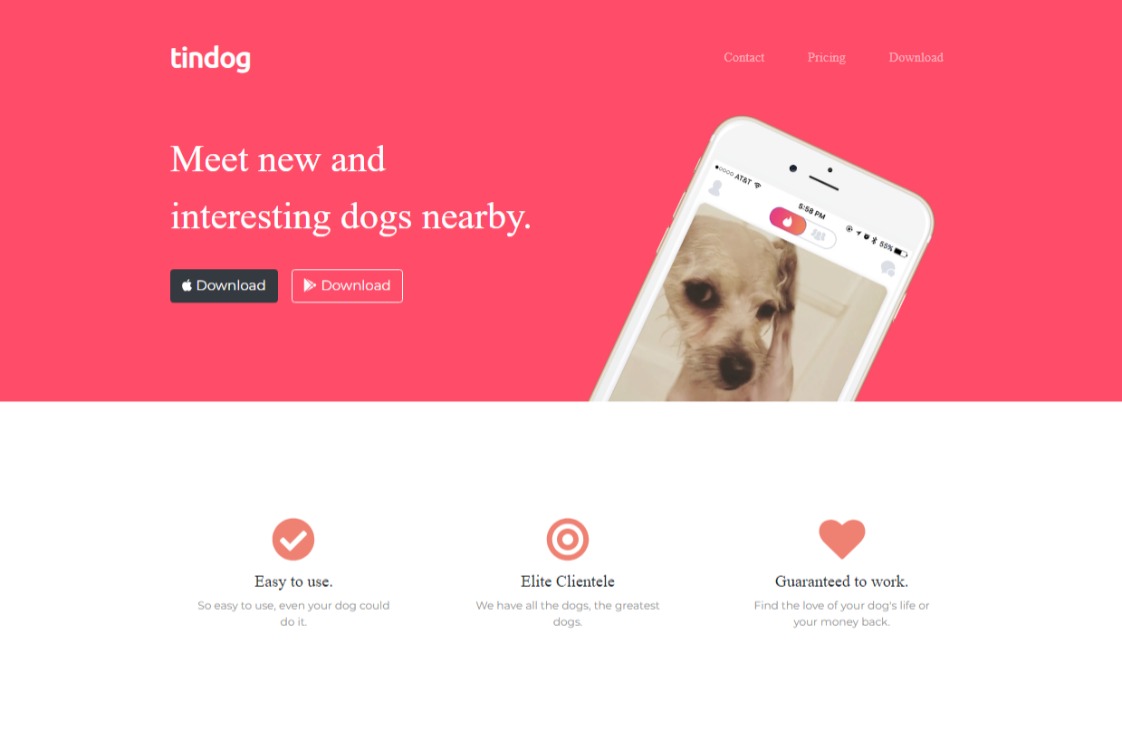 tindog
Contact Pricing Download
Meet new and
interesting dogs nearby.
Download Download
AT&T 5:58 PM 55%
Easy to use.
So easy to use, even your dog could
do it.
Elite Clientele
We have all the dogs, the greatest
dogs.
Guaranteed to work.
Find the love of your dog's life or
your money back.